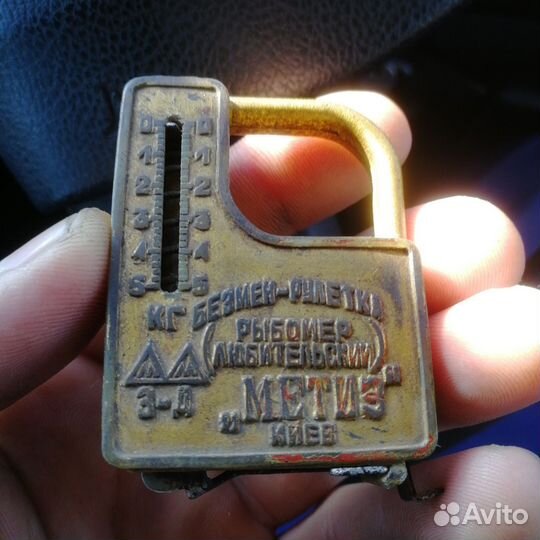 0 0
1 1
2 2
3 3
4 4
5 5
КГ
БЕЗМЕН-РУЛЕТКА
(РЫБОМЕР
ЛЮБИТЕЛЬСКИЙ)
З-Д
"МЕТИЗ"
КИЕВ
Avito